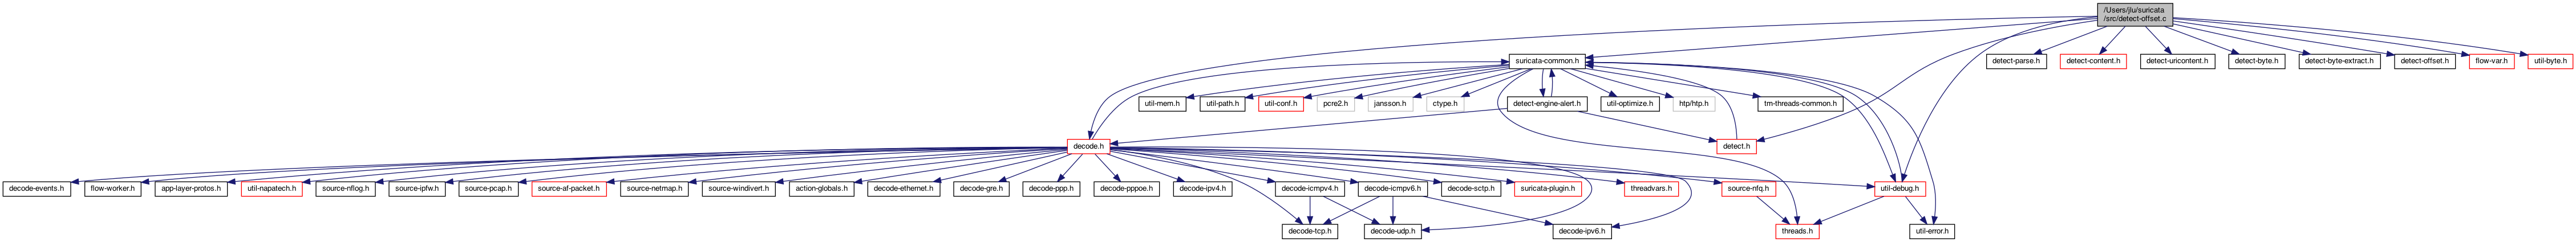 /Users/jlu/suricata
/src/detect-offset.c
suricata-common.h
detect-parse.h
detect-content.h
detect-uricontent.h
detect-byte.h
detect-byte-extract.h
detect-offset.h
flow-var.h
util-byte.h
util-mem.h
util-path.h
util-conf.h
pcre2.h
jansson.h
ctype.h
detect-engine-alert.h
util-optimize.h
htp/htp.h
tm-threads-common.h
decode.h
detect.h
decode-events.h
flow-worker.h
app-layer-protos.h
util-napatech.h
source-nflog.h
source-ipfw.h
source-pcap.h
source-af-packet.h
source-netmap.h
source-windivert.h
action-globals.h
decode-ethernet.h
decode-gre.h
decode-ppp.h
decode-pppoe.h
decode-ipv4.h
decode-icmpv4.h
decode-icmpv6.h
decode-sctp.h
suricata-plugin.h
threadvars.h
source-nfq.h
util-debug.h
decode-tcp.h
decode-udp.h
decode-ipv6.h
threads.h
util-error.h